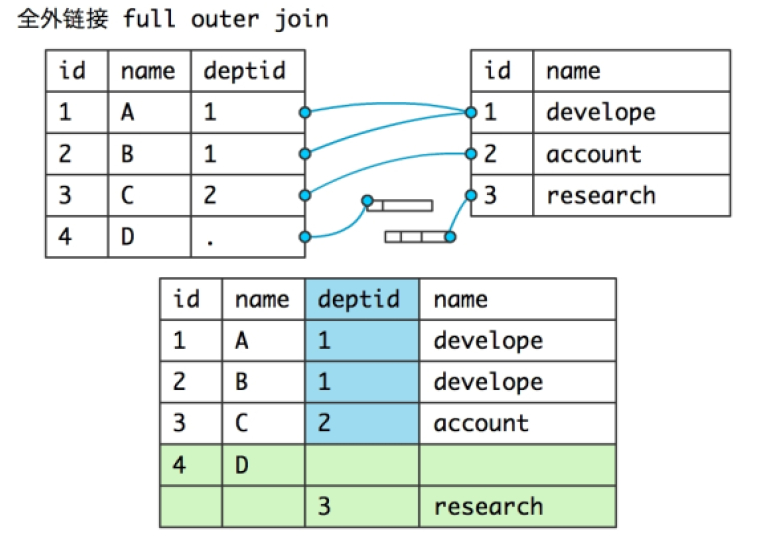 全外链接 full outer join
id name deptid
1 A 1
2 B 1
3 C 2
4 D .
id name
1 develope
2 account
3 research
id name deptid name
1 A 1 develope
2 B 1 develope
3 C 2 account
4 D
3 research